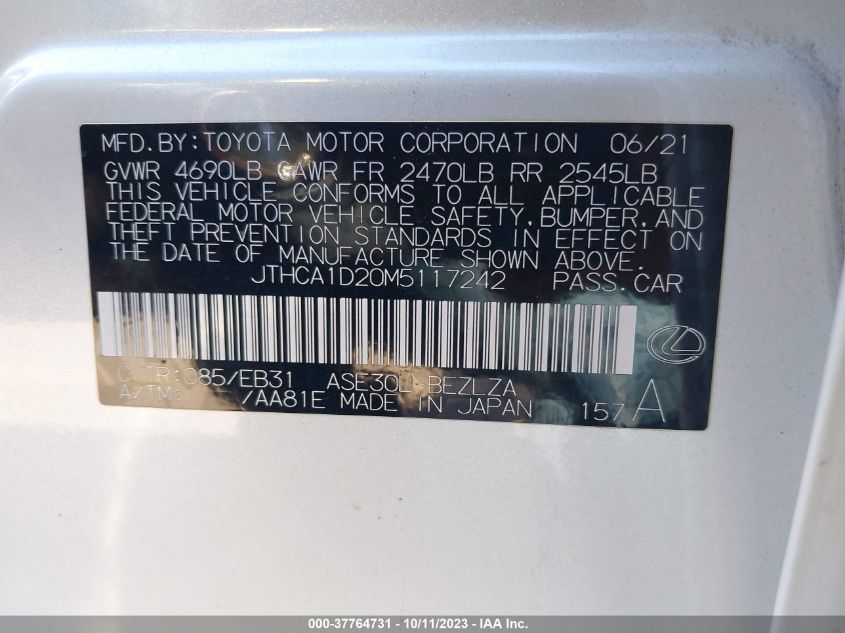 MFD.BY:TOYOTA MOTOR CORPORATION 06/21
GVWR 4690LB GAWR FR 2470LB RR 2545LB
THIS VEHICLE CONFORMS TO ALL APPLICABLE
FEDERAL MOTOR VEHICLE SAFETY,BUMPER,AND
THEFT PREVENTION STANDARDS IN EFFECT ON
THE DATE OF MANUFACTURE SHOWN ABOVE.
JTHCA1D20M5117242 PASS.CAR
C/TR:085/EB31 ASE30L-BEZLZA
A/TM: /AA81E MADE IN JAPAN 157A
000-37764731 - 10/11/2023 - IAA Inc.